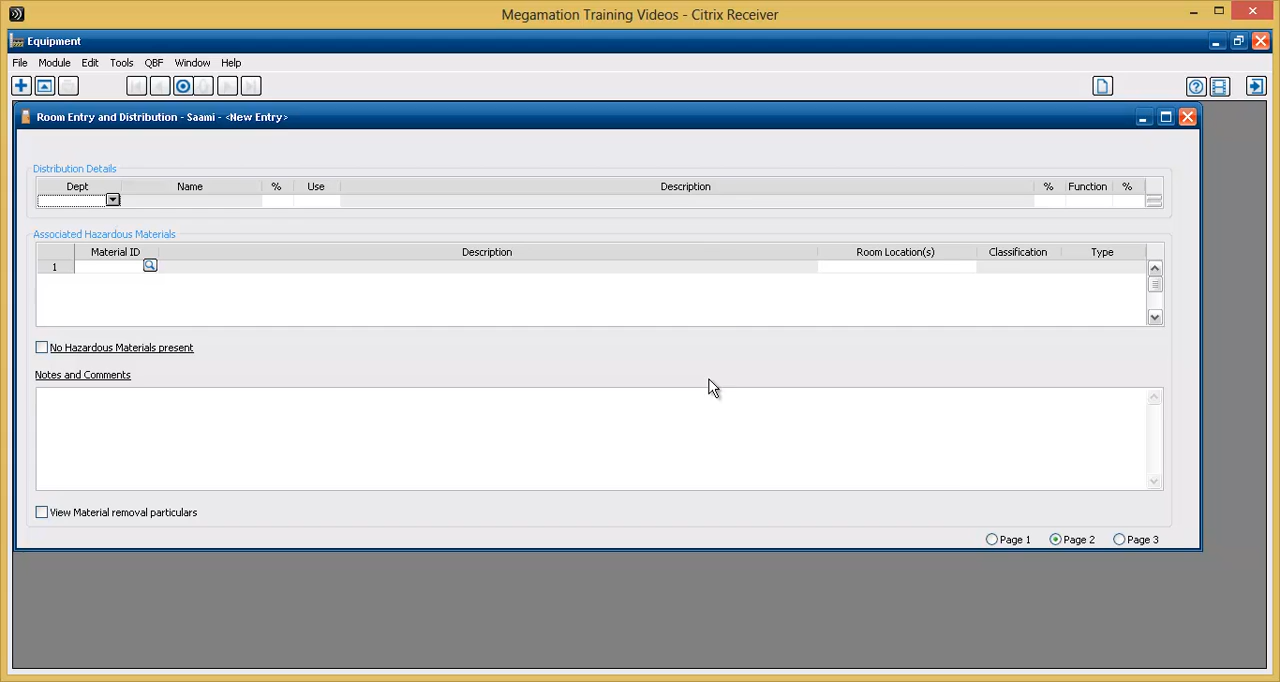 Megamation Training Videos - Citrix Receiver
Equipment
File Module Edit Tools QBF Window Help
Room Entry and Distribution - Saami - <New Entry>
Distribution Details
Dept Name % Use Description % Function %
Associated Hazardous Materials
Material ID Description Room Location(s) Classification Type
1
No Hazardous Materials present
Notes and Comments
View Material removal particulars
Page 1 Page 2 Page 3